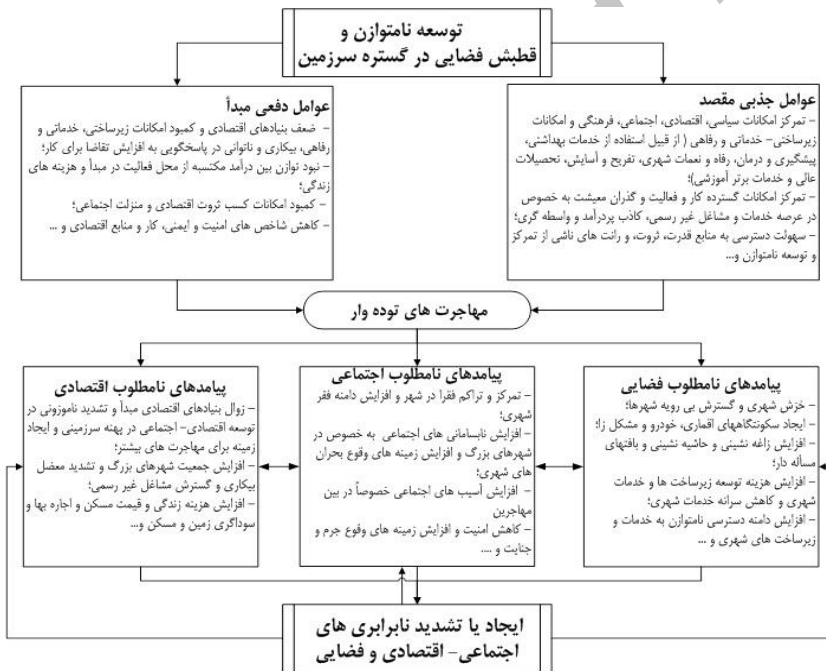 توسعه نامتوازن و
قطبش فضایی در گستره سرزمین
عوامل جذبی مقصد
– تمرکز امکانات سیاسی، اقتصادی، اجتماعی، فرهنگی و امکانات
زیرساختی- خدماتی و رفاهی ( از قبیل استفاده از خدمات بهداشتی،
پیشگیری و درمان، رفاه و نعمات شهری، تفریح و آسایش، تحصیلات
عالی و خدمات برتر آموزشی)؛
– تمرکز امکانات گسترده کار و فعالیت و گذران معیشت به خصوص
در عرصه خدمات و مشاغل غیر رسمی، کاذب پردرآمد و واسطه گری؛
– سهولت دسترسی به منابع قدرت، ثروت، و رانت های ناشی از تمرکز
و توسعه نامتوازن و...
عوامل دفعی مبدأ
– ضعف بنیادهای اقتصادی و کمبود امکانات زیرساختی، خدماتی و
رفاهی، بیکاری و ناتوانی در پاسخگویی به افزایش تقاضا برای کار؛
– نبود توازن بین درآمد مکتسبه از محل فعالیت در مبدأ و هزینه های
زندگی؛
– کمبود امکانات کسب ثروت اقتصادی و منزلت اجتماعی؛
– کاهش شاخص های امنیت و ایمنی، کار و منابع اقتصادی و ...
مهاجرت های توده وار
پیامدهای نامطلوب فضایی
– خزش شهری و گسترش بی رویه شهرها؛
– ایجاد سکونتگاههای اقماری، خودرو و مشکل زا؛
– افزایش زاغه نشینی و حاشیه نشینی و بافتهای
مسأله دار؛
– افزایش هزینه توسعه زیرساخت ها و خدمات
شهری و کاهش سرانه خدمات شهری؛
– افزایش دامنه دسترسی نامتوازن به خدمات و
زیرساخت های شهری و ...
پیامدهای نامطلوب اجتماعی
– تمرکز و تراکم فقرا در شهر و افزایش دامنه فقر
شهری؛
– افزایش نابسامانی های اجتماعی به خصوص در
شهرهای بزرگ و افزایش زمینه های وقوع بحران
های شهری؛
– افزایش آسیب های اجتماعی خصوصاً در بین
مهاجرین
– کاهش امنیت و افزایش زمینه های وقوع جرم و
جنایت و ....
پیامدهای نامطلوب اقتصادی
– زوال بنیادهای اقتصادی مبدأ و تشدید ناموزونی در
توسعه اقتصادی- اجتماعی در پهنه سرزمینی و ایجاد
زمینه برای مهاجرت های بیشتر؛
– افزایش جمعیت شهرهای بزرگ و تشدید معضل
بیکاری و گسترش مشاغل غیر رسمی؛
– افزایش هزینه زندگی و قیمت مسکن و اجاره بها و
سوداگری زمین و مسکن و...
ایجاد یا تشدید نابرابری های
اجتماعی- اقتصادی و فضایی